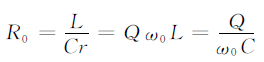 R₀ = L/Cr = Q ω₀ L = Q/ω₀ C